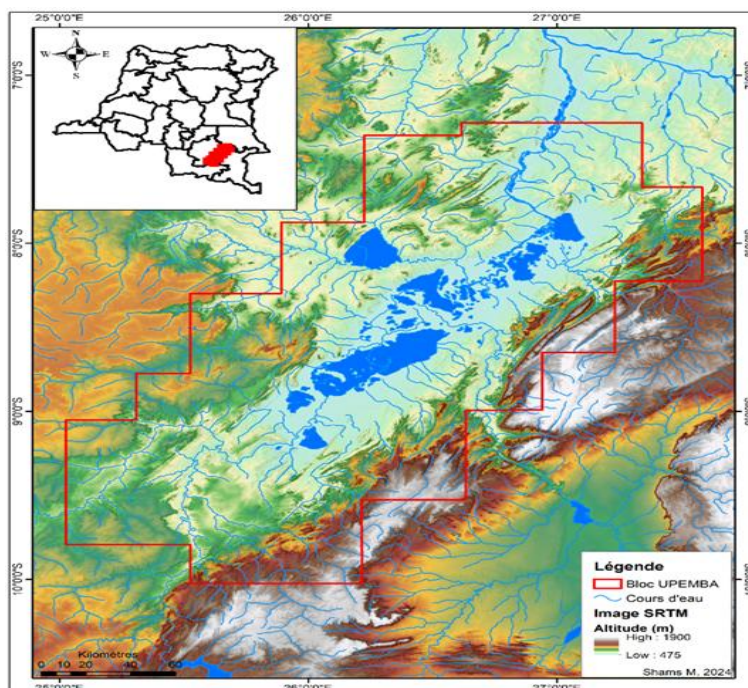 25°0'0"E 26°0'0"E 27°0'0"E
N
W E
S
7°0'0"S
8°0'0"S
9°0'0"S
10°0'0"S
Légende
Bloc UPEMBA
Cours d'eau
Image SRTM
Altitude (m)
High : 1900
Low : 475
Shams M. 2024
Kilomètres
0 10 20 40 60